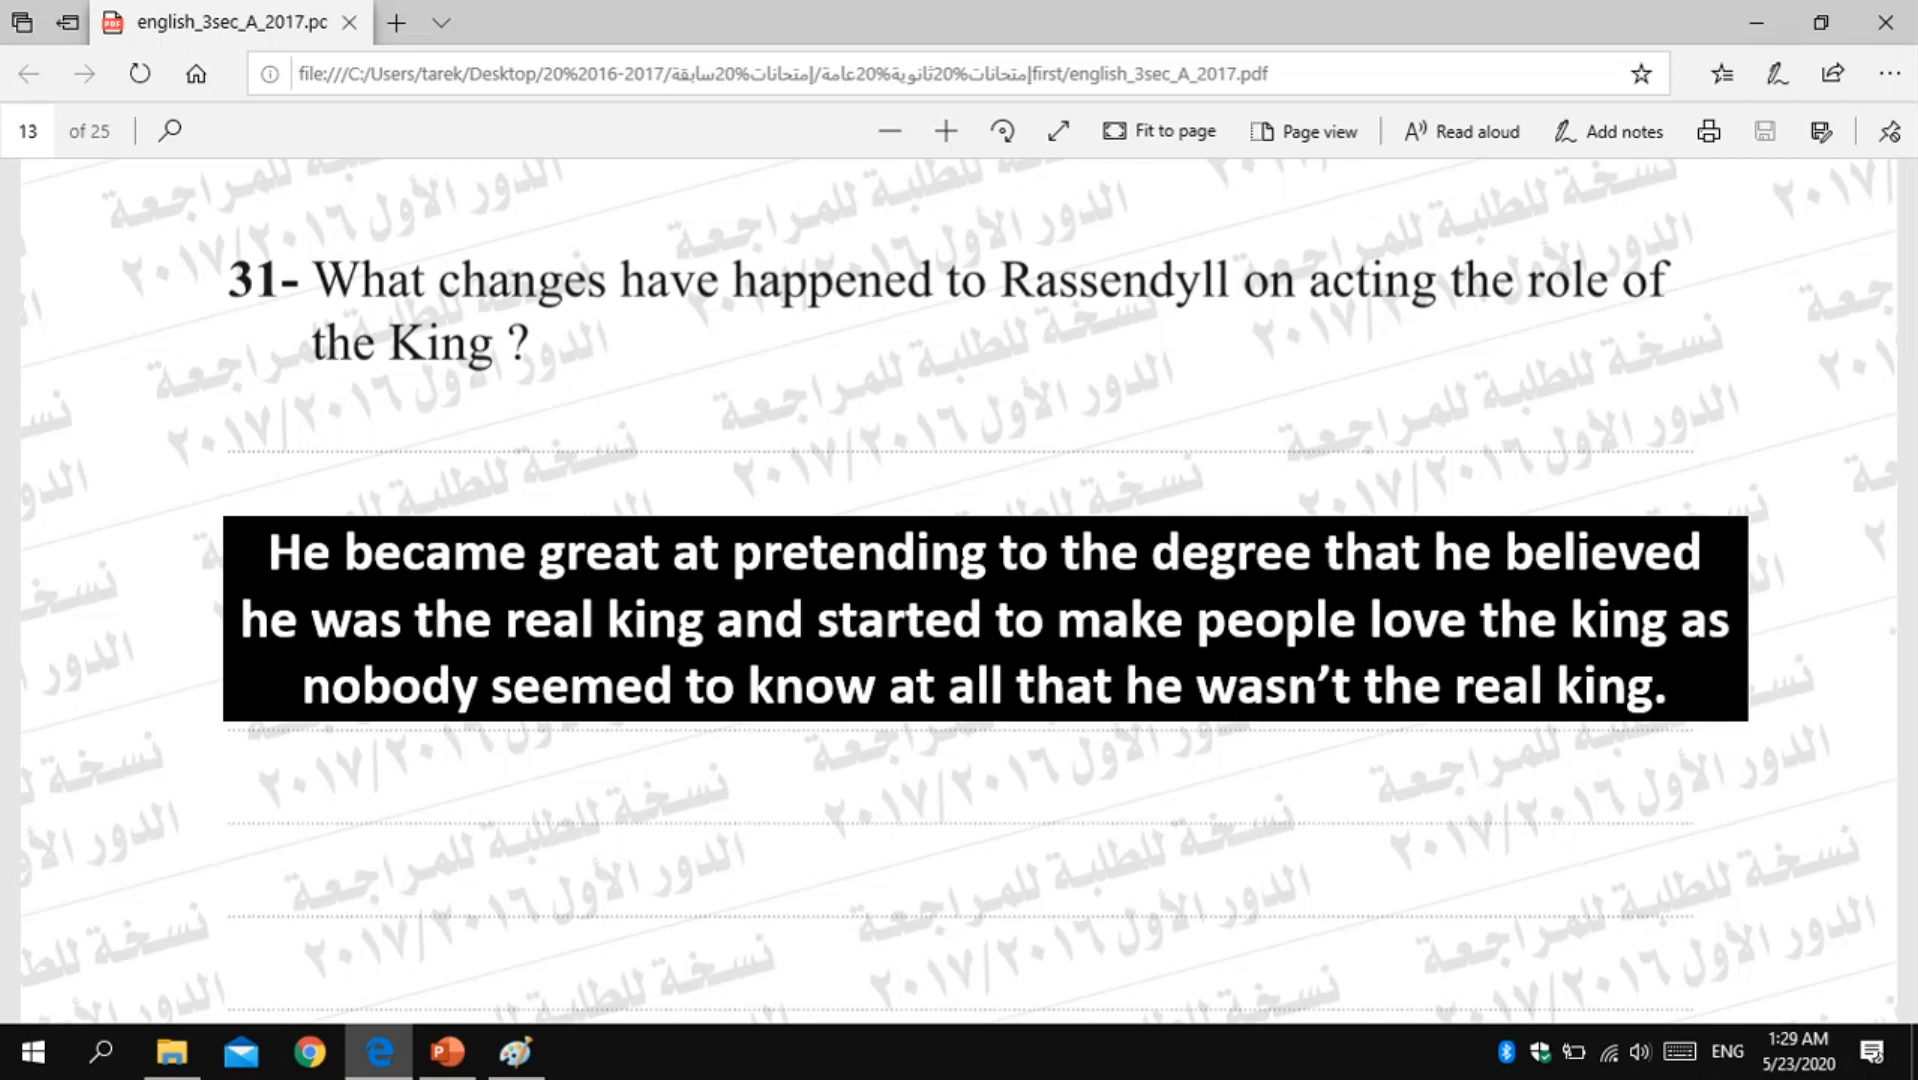 english_3sec_A_2017.pc
file:///C:/Users/tarek/Desktop/20%2016-2017/امتحانات%20ثانوية%20عامة/إمتحانات%20سابقة|first/english_3sec_A_2017.pdf
13 of 25
Fit to page
Page view
Read aloud
Add notes
نسخة للطلبة للمراجعة
الدور الأول ٢٠١٧/٢٠١٦
31- What changes have happened to Rassendyll on acting the role of
the King ?
He became great at pretending to the degree that he believed
he was the real king and started to make people love the king as
nobody seemed to know at all that he wasn’t the real king.
ENG
1:29 AM
5/23/2020